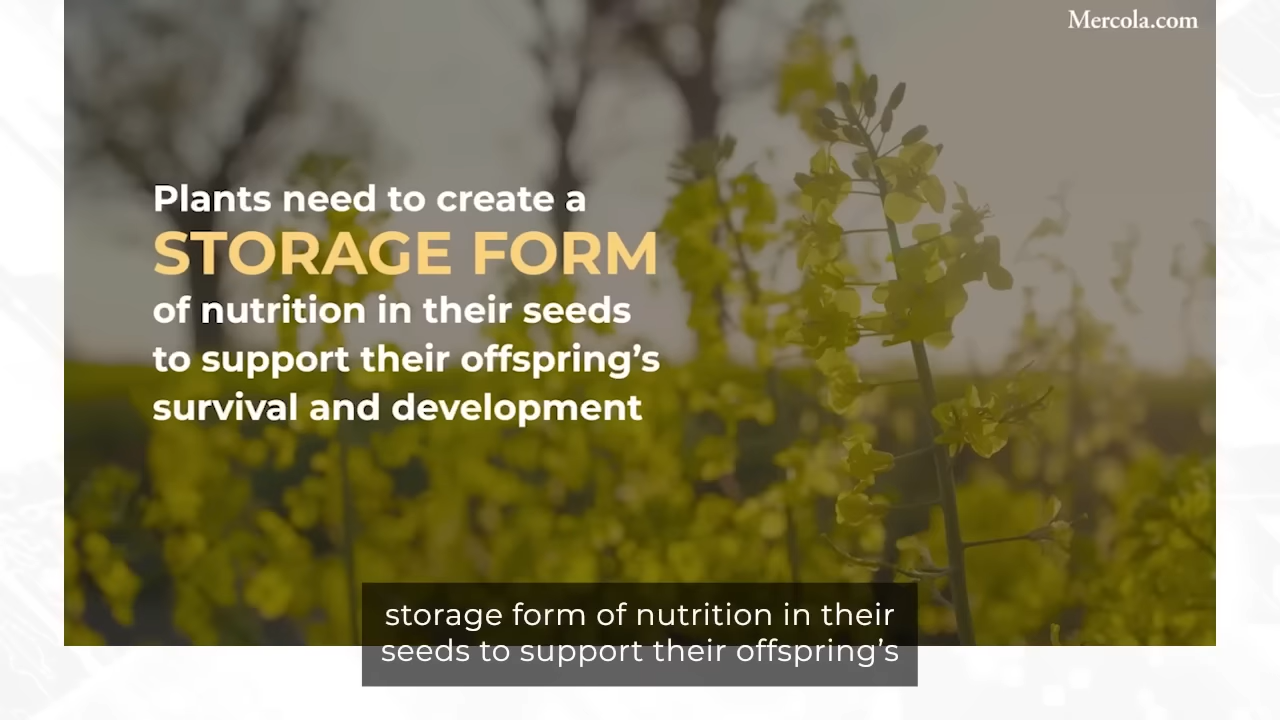 Mercola.com
Plants need to create a
STORAGE FORM
of nutrition in their seeds
to support their offspring’s
survival and development
storage form of nutrition in their
seeds to support their offspring’s